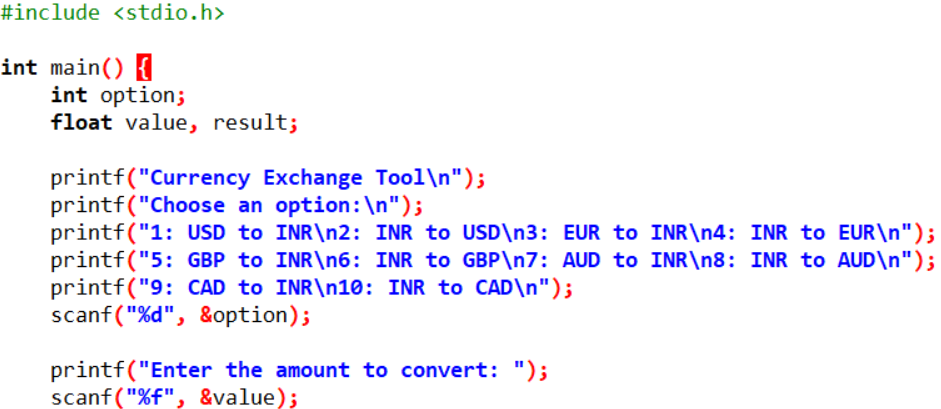 #include <stdio.h>
int main() {
    int option;
    float value, result;
    printf("Currency Exchange Tool\n");
    printf("Choose an option:\n");
    printf("1: USD to INR\n2: INR to USD\n3: EUR to INR\n4: INR to EUR\n");
    printf("5: GBP to INR\n6: INR to GBP\n7: AUD to INR\n8: INR to AUD\n");
    printf("9: CAD to INR\n10: INR to CAD\n");
    scanf("%d", &option);
    printf("Enter the amount to convert: ");
    scanf("%f", &value);